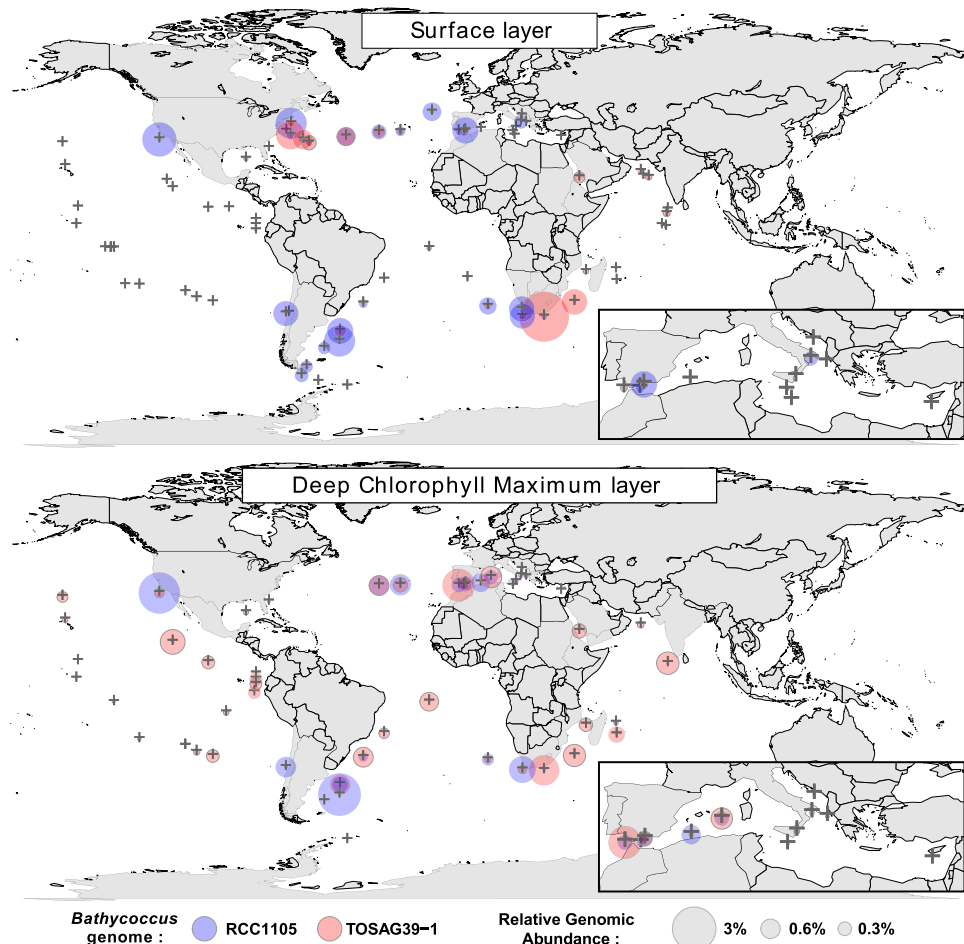 Surface layer
Deep Chlorophyll Maximum layer
Bathycoccus genome : RCC1105 TOSAG39−1
Relative Genomic Abundance : 3% 0.6% 0.3%